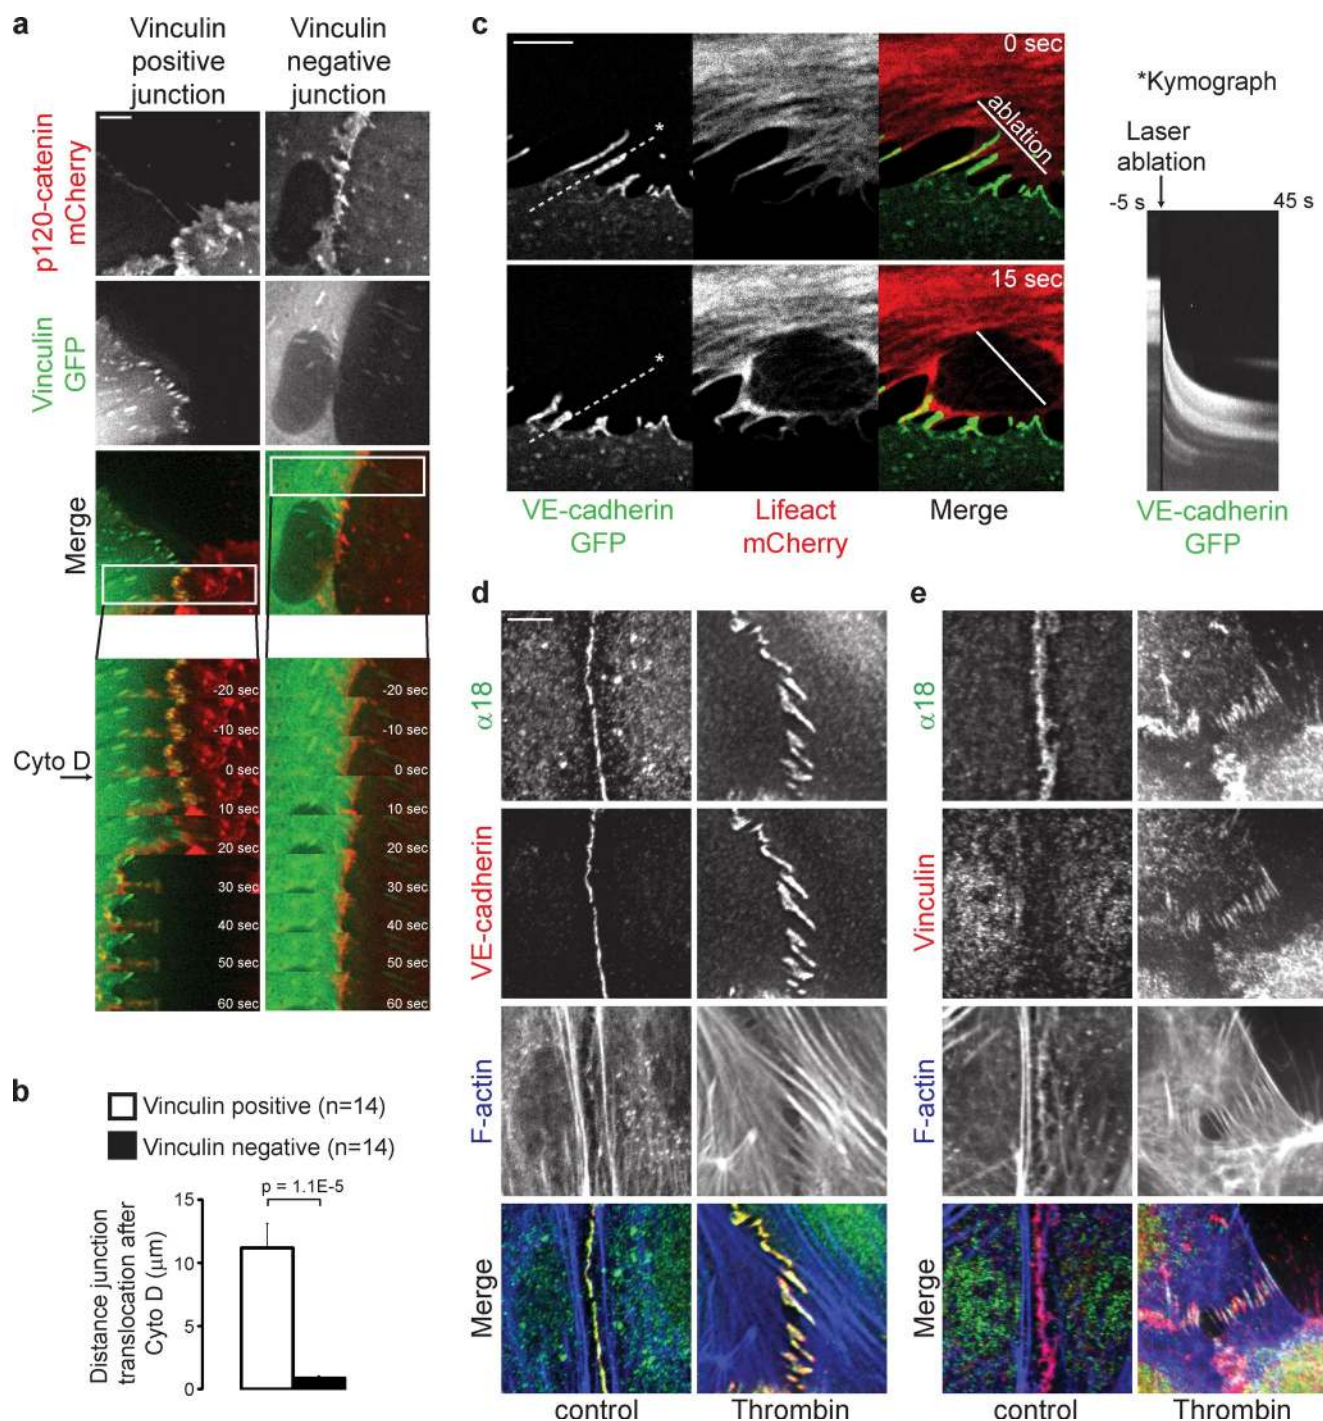 a
Vinculin
positive
junction
Vinculin
negative
junction
p120-catenin
mCherry
Vinculin
GFP
Merge
-20 sec
-10 sec
0 sec
10 sec
20 sec
30 sec
40 sec
50 sec
60 sec
-20 sec
-10 sec
0 sec
10 sec
20 sec
30 sec
40 sec
50 sec
60 sec
Cyto D
b
Vinculin positive (n=14)
Vinculin negative (n=14)
p = 1.1E-5
15
10
5
0
Distance junction
translocation after
Cyto D (μm)
c
0 sec
ablation
*
15 sec
*
VE-cadherin
GFP
Lifeact
mCherry
Merge
*Kymograph
Laser
ablation
-5 s
45 s
VE-cadherin
GFP
d
α18
VE-cadherin
F-actin
Merge
control
Thrombin
e
α18
Vinculin
F-actin
Merge
control
Thrombin